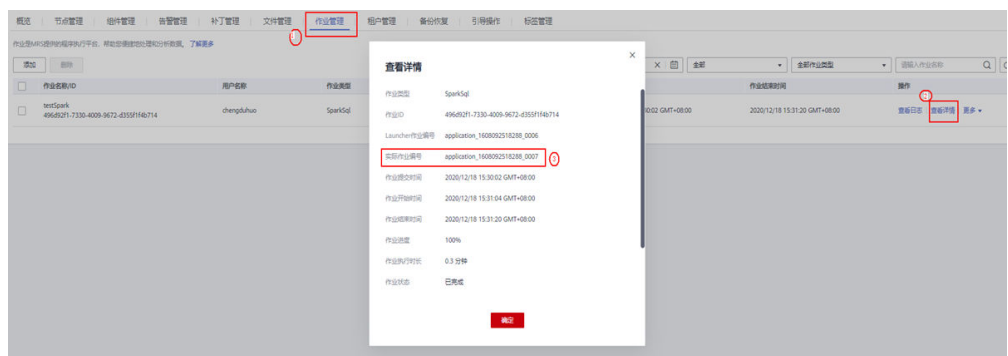 概览 节点管理 组件管理 告警管理 补丁管理 文件管理 作业管理 租户管理 备份恢复 引导操作 标签管理
作业是MRS提供的程序执行平台，帮助您便捷地处理和分析数据。 了解更多
添加 删除 全部 全部作业类型 请输入作业名称
作业名称/ID 用户名称 作业类型 作业结束时间 操作
testSpark chengduhuo SparkSql 0:02 GMT+08:00 2020/12/18 15:31:20 GMT+08:00 查看日志 查看详情 更多
496d92f1-7330-4009-9672-d355f1f4b714
查看详情
作业类型 SparkSql
作业ID 496d92f1-7330-4009-9672-d355f1f4b714
Launcher作业编号 application_1608092518288_0006
实际作业编号 application_1608092518288_0007 3
作业提交时间 2020/12/18 15:30:02 GMT+08:00
作业开始时间 2020/12/18 15:31:04 GMT+08:00
作业结束时间 2020/12/18 15:31:20 GMT+08:00
作业进度 100%
作业执行时长 0.3 分钟
作业状态 已完成
确定